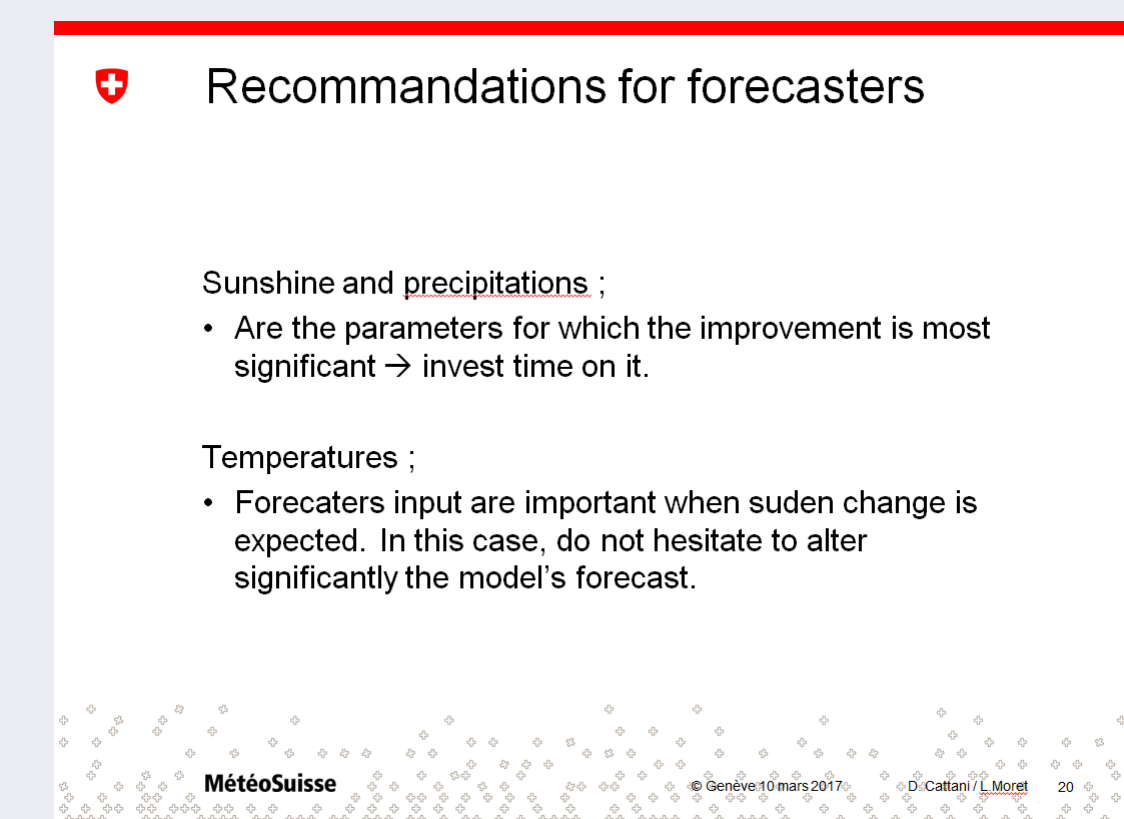 Recommandations for forecasters
Sunshine and precipitations ;
• Are the parameters for which the improvement is most
significant → invest time on it.
Temperatures ;
• Forecaters input are important when suden change is
expected. In this case, do not hesitate to alter
significantly the model's forecast.
MétéoSuisse © Genève 10 mars 2017 D. Cattani / L.Moret 20